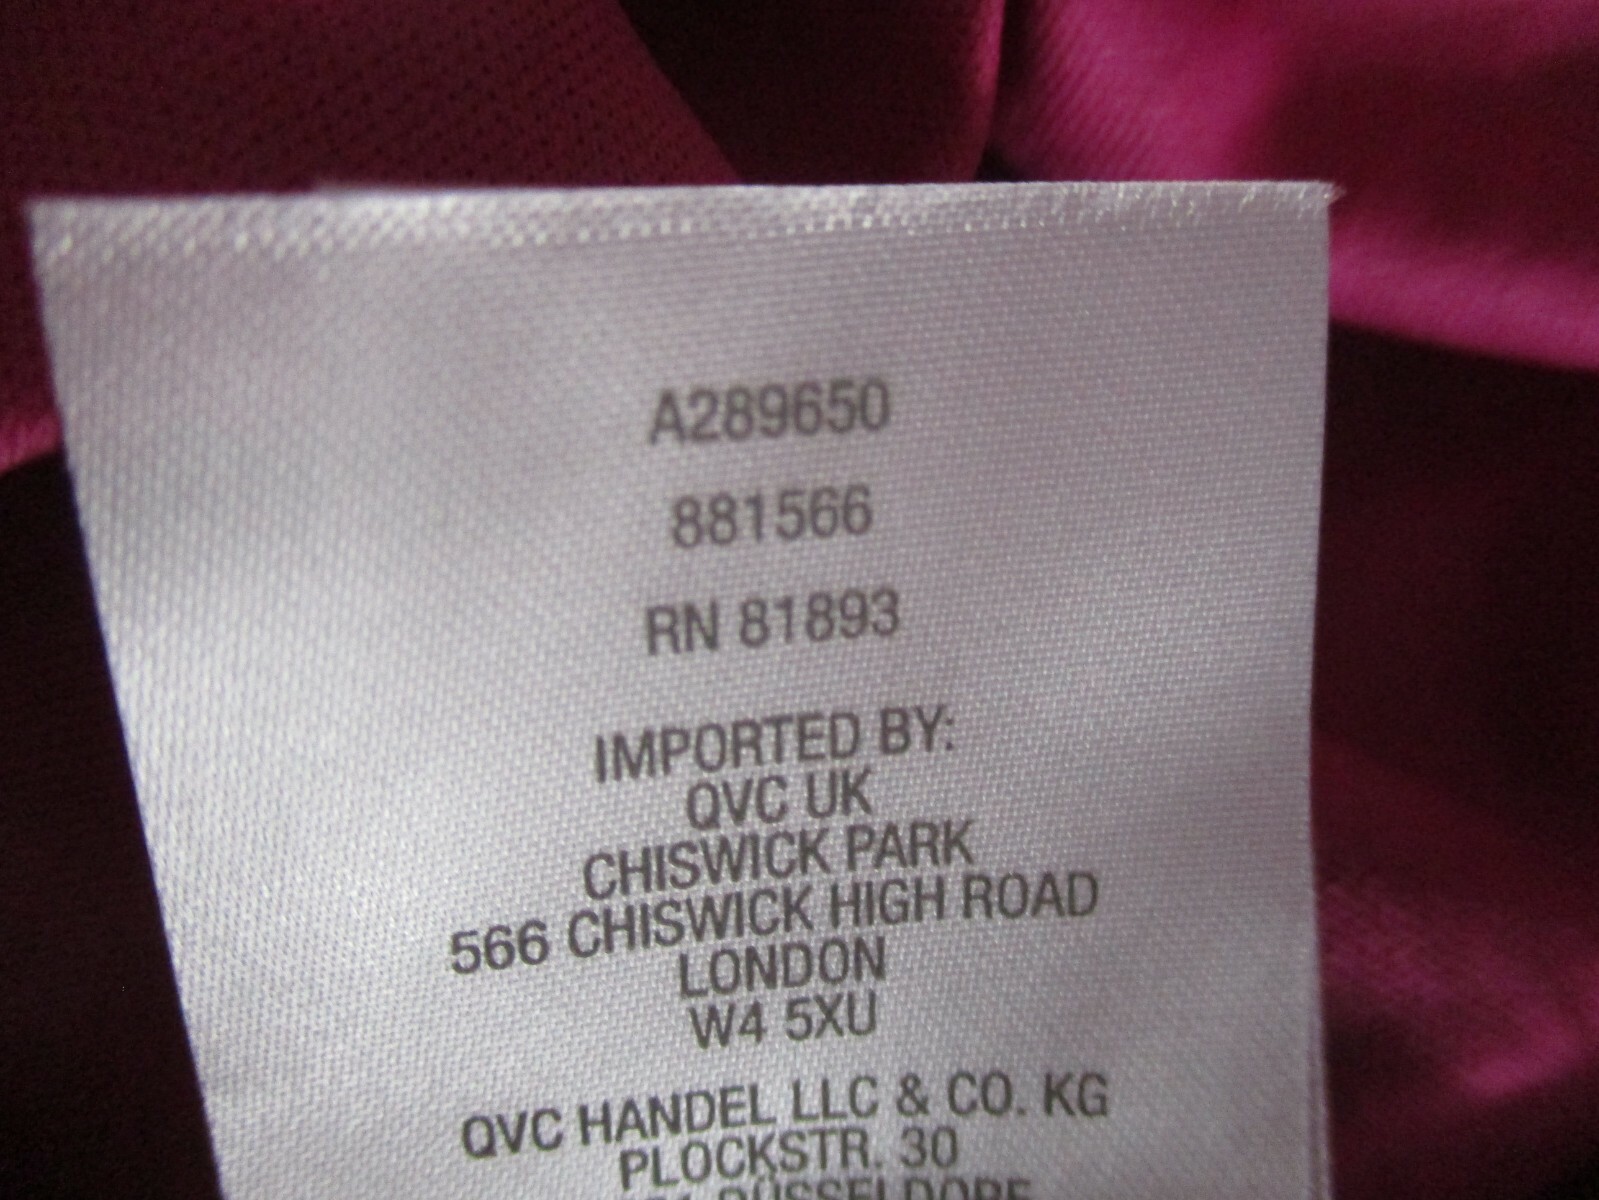 A289650
881566
RN 81893
IMPORTED BY:
QVC UK
CHISWICK PARK
566 CHISWICK HIGH ROAD
LONDON
W4 5XU
QVC HANDEL LLC & CO. KG
PLOCKSTR. 30
DÜSSELDORF